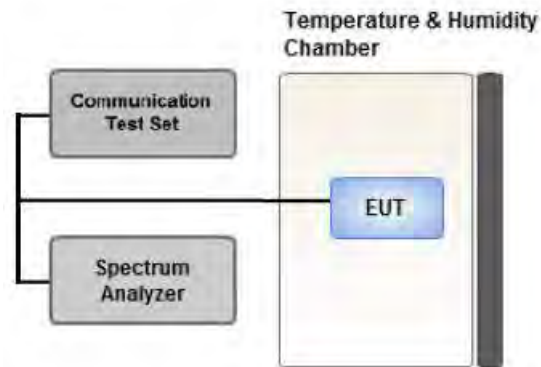 Temperature & Humidity
Chamber
Communication
Test Set
EUT
Spectrum
Analyzer